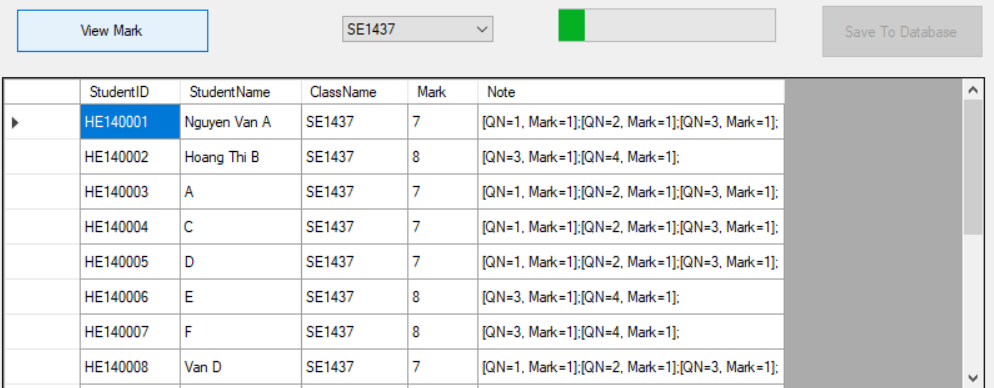 View Mark SE1437 Save To Database
StudentID StudentName ClassName Mark Note
HE140001 Nguyen Van A SE1437 7 [QN=1, Mark=1];[QN=2, Mark=1];[QN=3, Mark=1];
HE140002 Hoang Thi B SE1437 8 [QN=3, Mark=1];[QN=4, Mark=1];
HE140003 A SE1437 7 [QN=1, Mark=1];[QN=2, Mark=1];[QN=3, Mark=1];
HE140004 C SE1437 7 [QN=1, Mark=1];[QN=2, Mark=1];[QN=3, Mark=1];
HE140005 D SE1437 7 [QN=1, Mark=1];[QN=2, Mark=1];[QN=3, Mark=1];
HE140006 E SE1437 8 [QN=3, Mark=1];[QN=4, Mark=1];
HE140007 F SE1437 8 [QN=3, Mark=1];[QN=4, Mark=1];
HE140008 Van D SE1437 7 [QN=1, Mark=1];[QN=2, Mark=1];[QN=3, Mark=1];